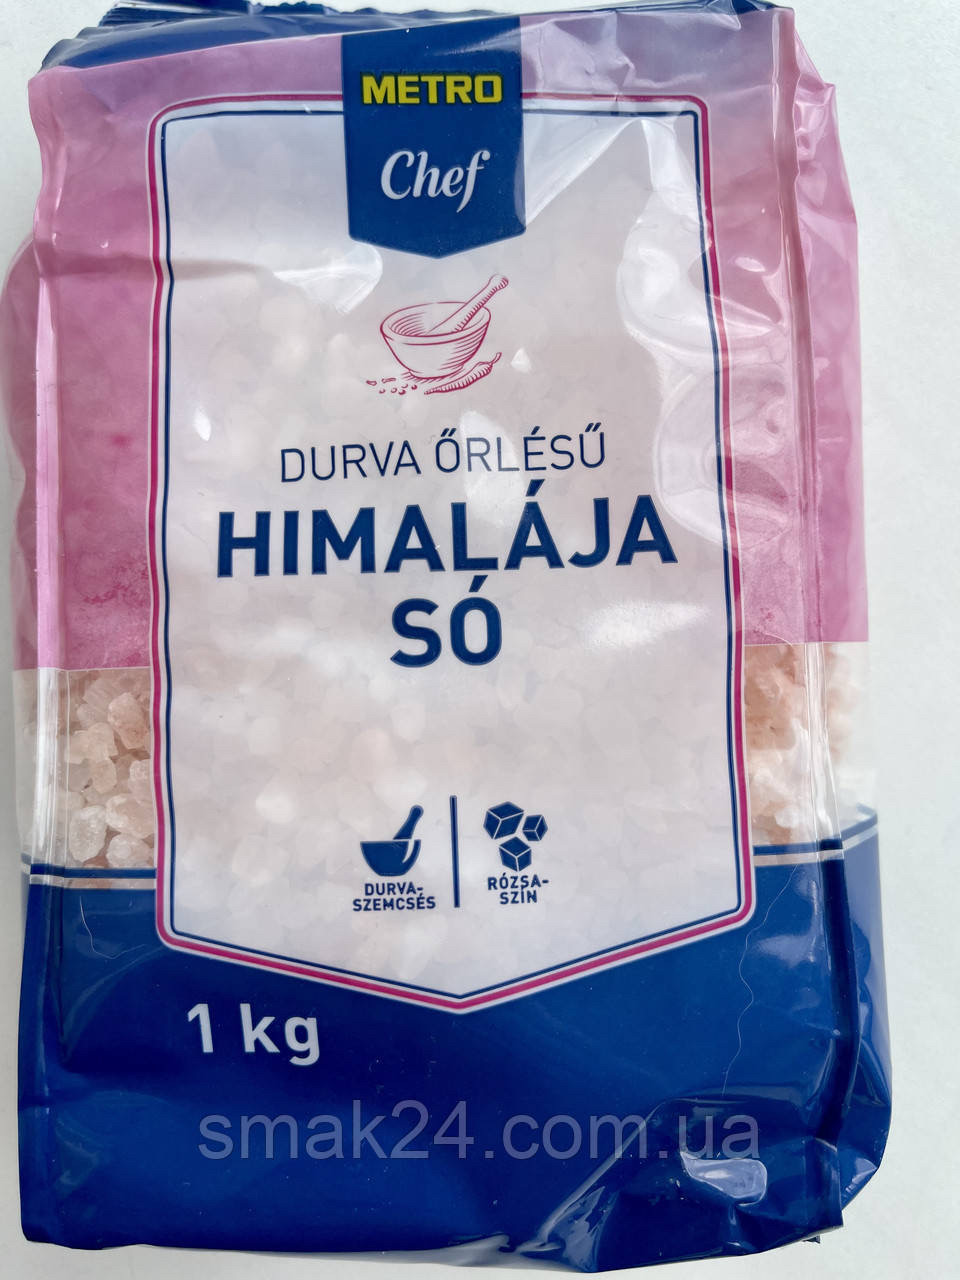 METRO
Chef
DURVA ŐRLÉSŰ
HIMALÁJA
SÓ
DURVA-
SZEMCSÉS
RÓZSA-
SZÍN
1 kg
smak24.com.ua